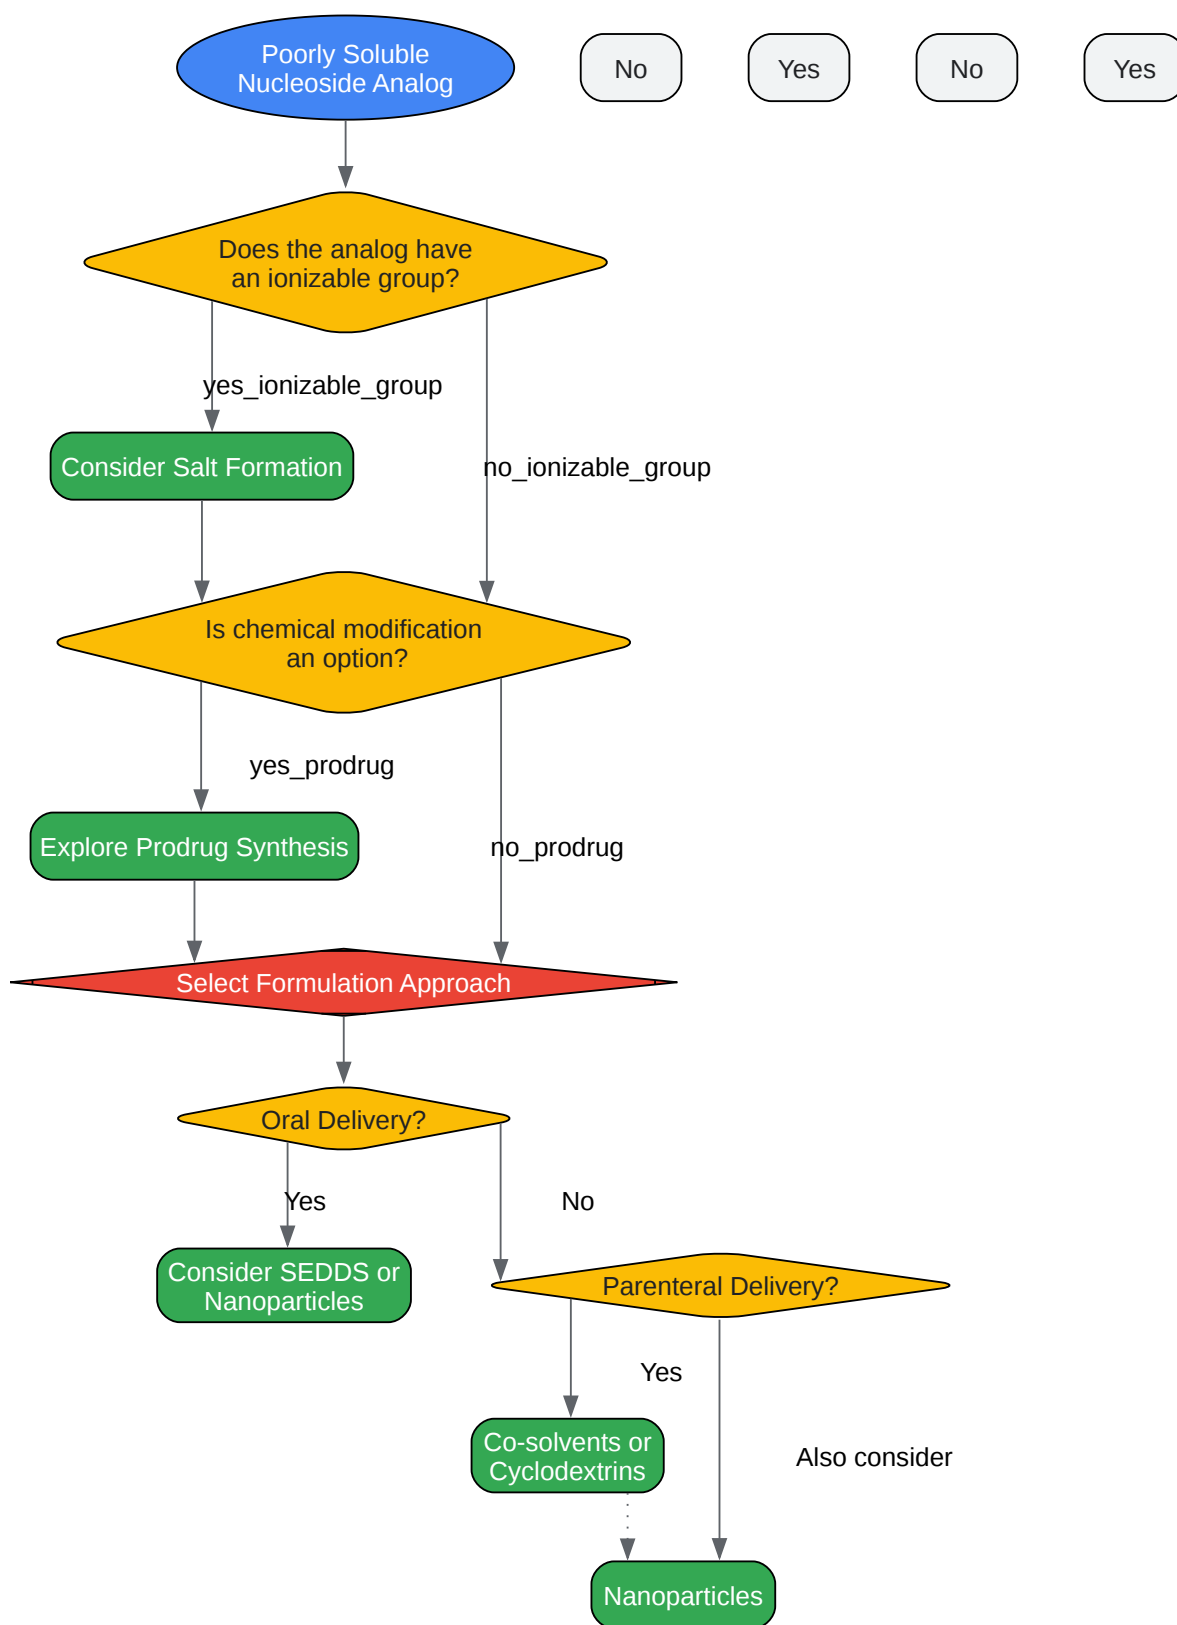 Poorly Soluble
Nucleoside Analog
No
Yes
No
Yes
Does the analog have
an ionizable group?
yes_ionizable_group
Consider Salt Formation
no_ionizable_group
Is chemical modification
an option?
yes_prodrug
Explore Prodrug Synthesis
no_prodrug
Select Formulation Approach
Oral Delivery?
Yes
No
Consider SEDDS or
Nanoparticles
Parenteral Delivery?
Yes
Co-solvents or
Cyclodextrins
Also consider
Nanoparticles